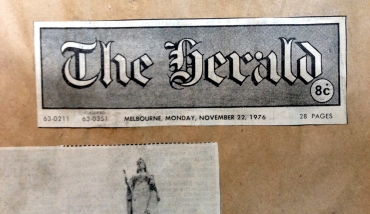 The Herald
8c
63-0211 63-0351 MELBOURNE, MONDAY, NOVEMBER 22, 1976 28 PAGES